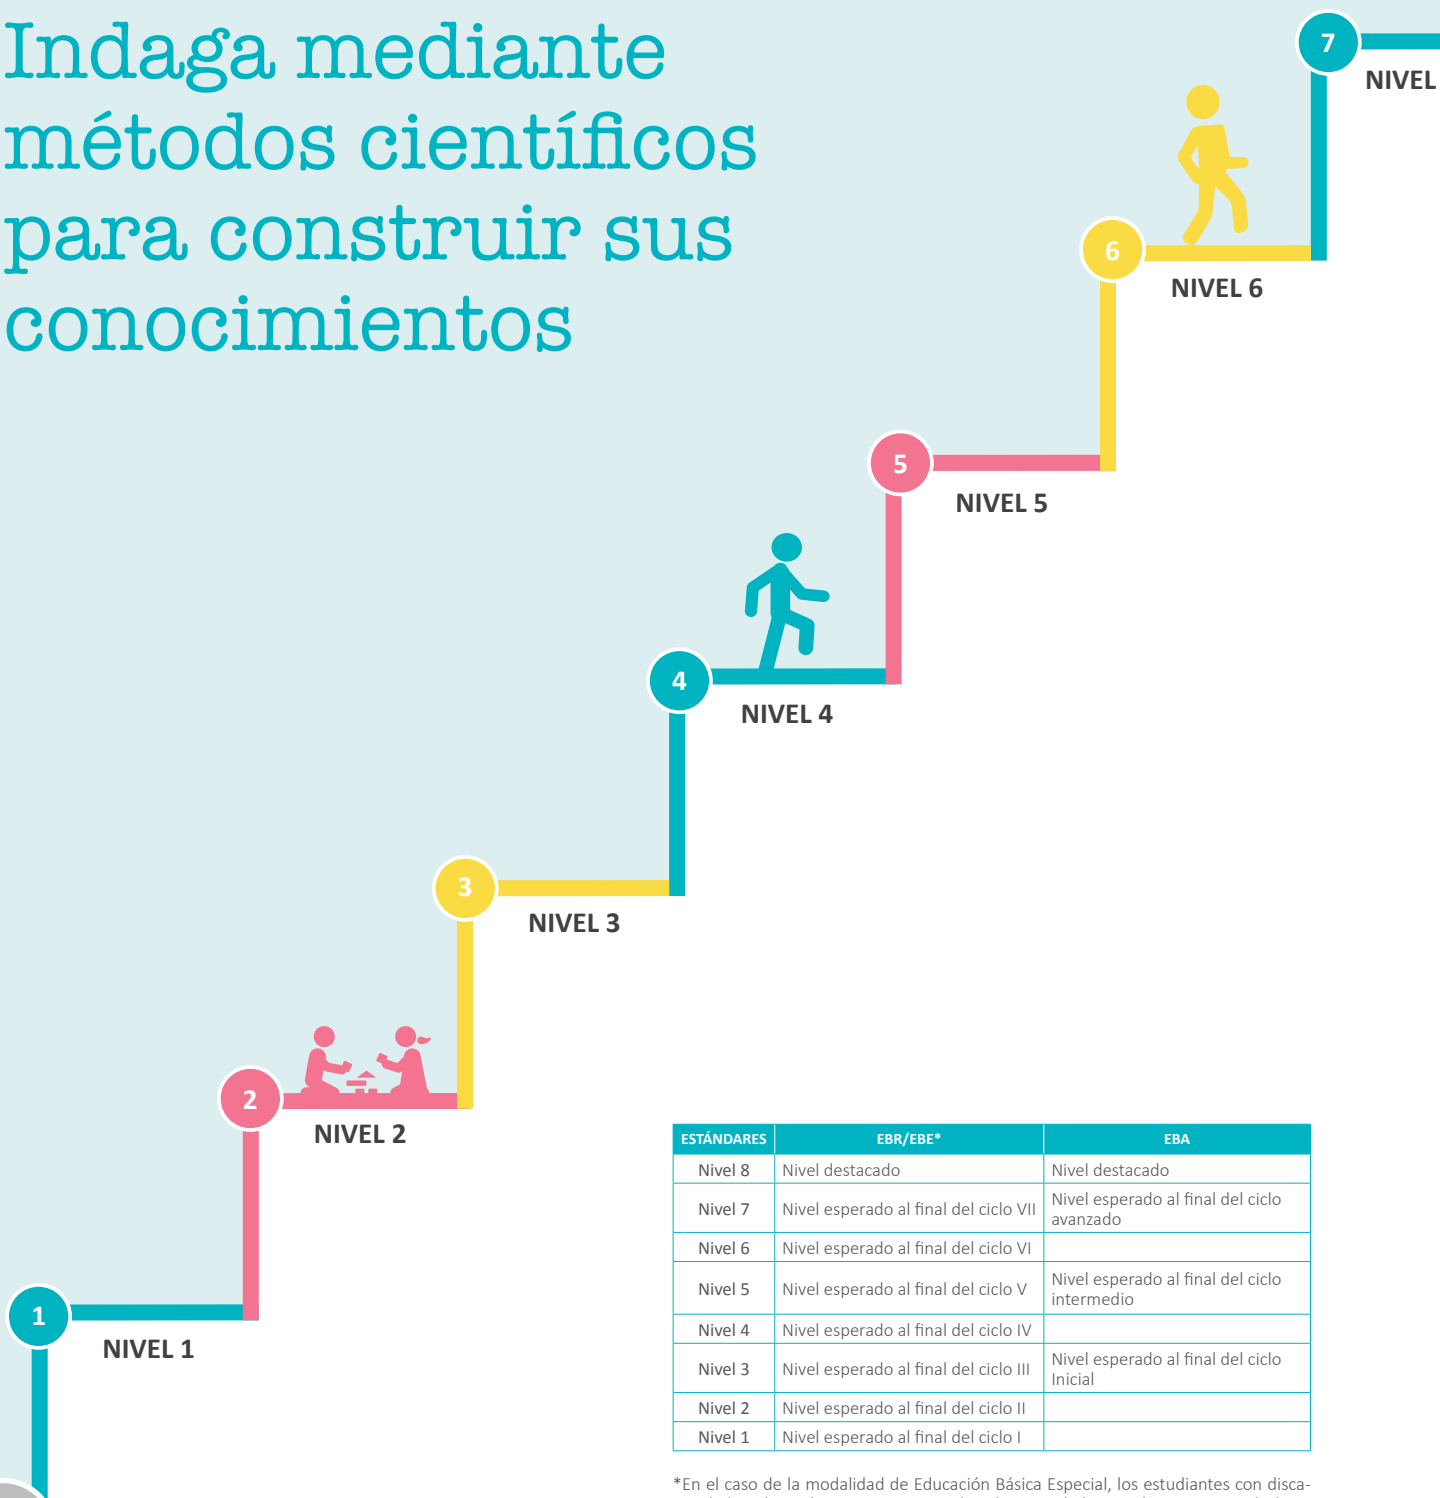 Indaga mediante
métodos científicos
para construir sus
conocimientos
7
NIVEL
6
NIVEL 6
5
NIVEL 5
4
NIVEL 4
3
NIVEL 3
2
NIVEL 2
1
NIVEL 1
ESTÁNDARES EBR/EBE* EBA
Nivel 8 Nivel destacado Nivel destacado
Nivel 7 Nivel esperado al final del ciclo VII Nivel esperado al final del ciclo
avanzado
Nivel 6 Nivel esperado al final del ciclo VI
Nivel 5 Nivel esperado al final del ciclo V Nivel esperado al final del ciclo
intermedio
Nivel 4 Nivel esperado al final del ciclo IV
Nivel 3 Nivel esperado al final del ciclo III Nivel esperado al final del ciclo
Inicial
Nivel 2 Nivel esperado al final del ciclo II
Nivel 1 Nivel esperado al final del ciclo I
*En el caso de la modalidad de Educación Básica Especial, los estudiantes con disca-